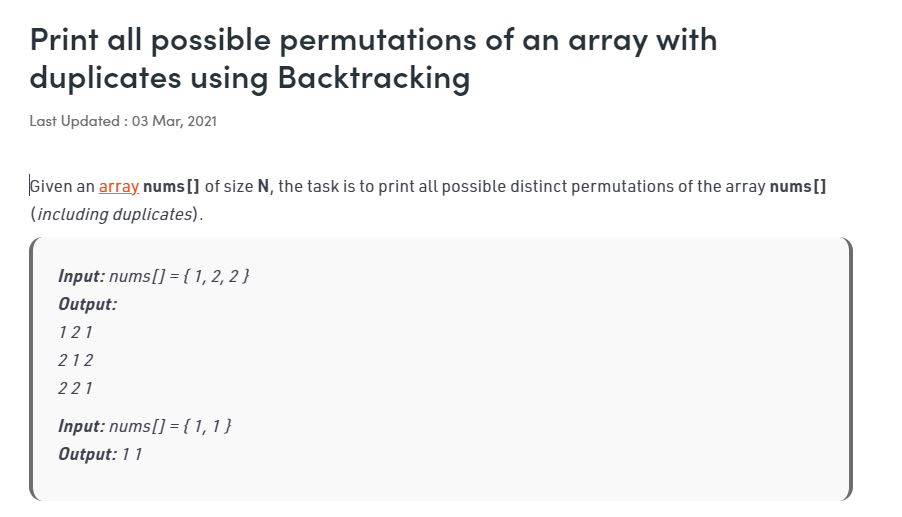 Print all possible permutations of an array with
duplicates using Backtracking
Last Updated : 03 Mar, 2021
Given an array nums[] of size N, the task is to print all possible distinct permutations of the array nums[]
(including duplicates).
Input: nums[] = { 1, 2, 2 }
Output:
1 2 1
2 1 2
2 2 1
Input: nums[] = { 1, 1 }
Output: 1 1